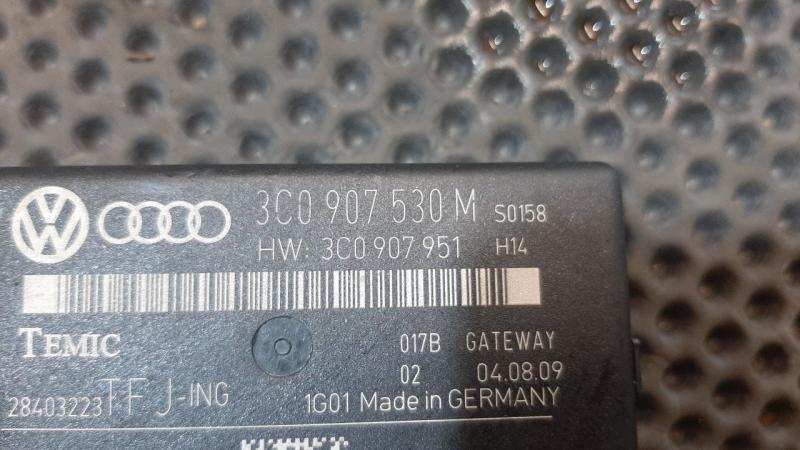 3C0 907 530 M S0158
HW: 3C0 907 951 H14
TEMIC 017B GATEWAY
02 04.08.09
28403223 TF J-ING 1G01 Made in GERMANY